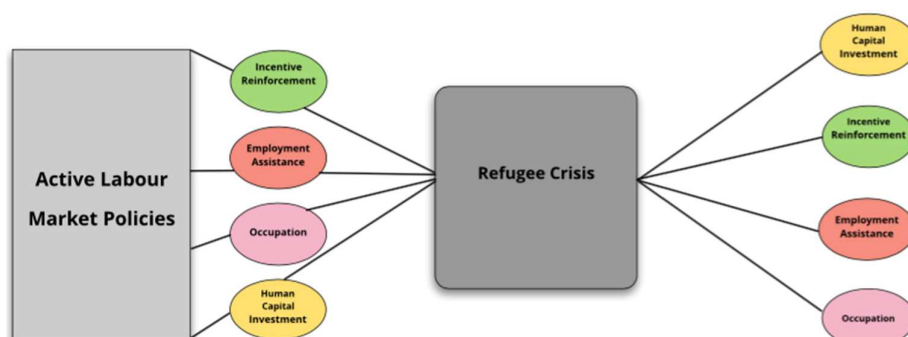 Active Labour
Market Policies
Incentive
Reinforcement
Employment
Assistance
Occupation
Human
Capital
Investment
Refugee Crisis
Human
Capital
Investment
Incentive
Reinforcement
Employment
Assistance
Occupation